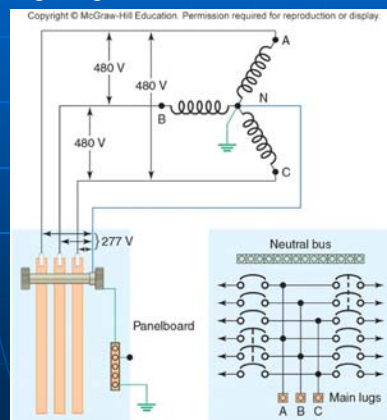 Copyright © McGraw-Hill Education. Permission required for reproduction or display.
A
480 V
480 V
N
B
480 V
C
277 V
Neutral bus
Panelboard
Main lugs
A B C